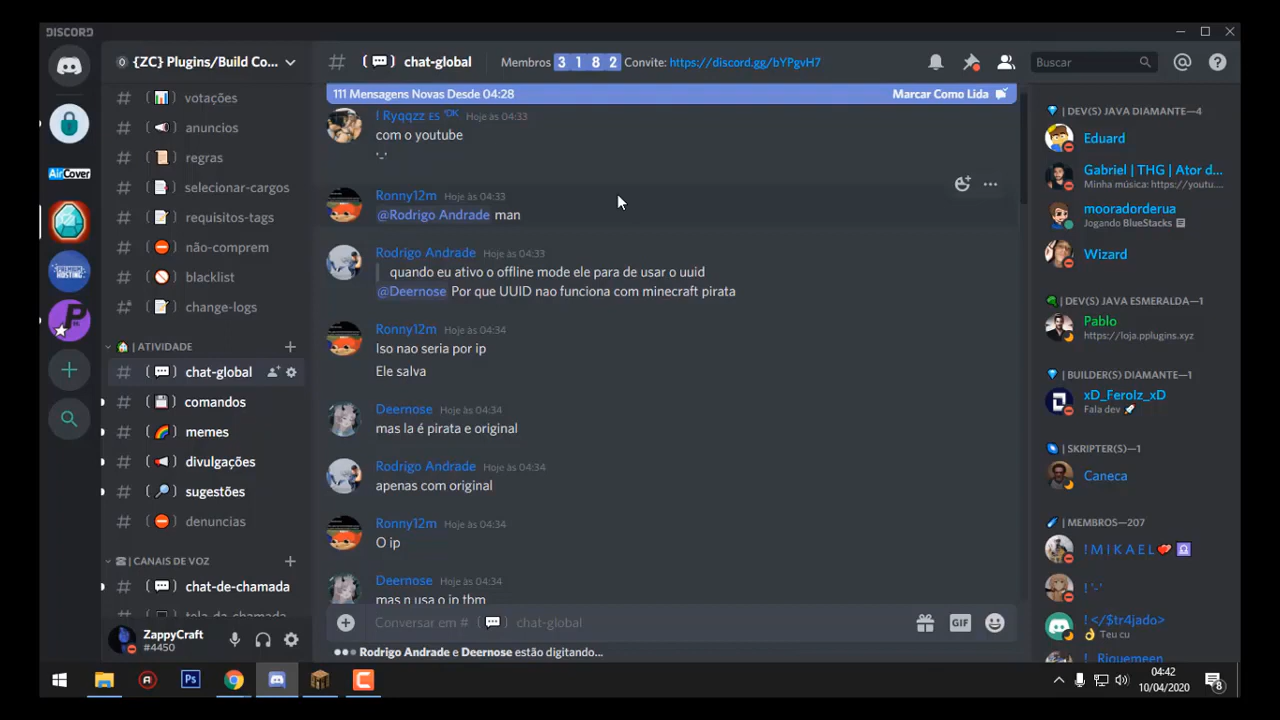 DISCORD
{ZC} Plugins/Build Co...
votações
anuncios
regras
selecionar-cargos
requisitos-tags
não-comprem
blacklist
change-logs
| ATIVIDADE
chat-global
comandos
memes
divulgações
sugestões
denuncias
| CANAIS DE VOZ
chat-de-chamada
tela-da-chamada
ZappyCraft
#4450
AirCover
chat-global
Membros 3 1 8 2 Convite: https://discord.gg/bYPgvH7
Buscar
111 Mensagens Novas Desde 04:28
Marcar Como Lida
! Ryqqzz ES "OK Hoje às 04:33
com o youtube
'-'
Ronny12m Hoje às 04:33
@Rodrigo Andrade man
Rodrigo Andrade Hoje às 04:33
quando eu ativo o offline mode ele para de usar o uuid
@Deernose Por que UUID nao funciona com minecraft pirata
Ronny12m Hoje às 04:34
Iso nao seria por ip
Ele salva
Deernose Hoje às 04:34
mas la é pirata e original
Rodrigo Andrade Hoje às 04:34
apenas com original
Ronny12m Hoje às 04:34
O ip
Deernose Hoje às 04:34
mas n usa o ip tbm
Conversar em # chat-global
GIF
Rodrigo Andrade e Deernose estão digitando...
| DEV(S) JAVA DIAMANTE—4
Eduard
Gabriel | THG | Ator d...
Minha música: https://youtu....
mooradorderua
Jogando BlueStacks
Wizard
| DEV(S) JAVA ESMERALDA—1
Pablo
https://loja.pplugins.xyz
| BUILDER(S) DIAMANTE—1
xD_FeroIz_xD
Fala dev
| SKRIPTER(S)—1
Caneca
| MEMBROS—207
! M I K A E L
! '-'
! </$tr4jado>
Teu cu
! Riquemeen
Ps
04:42
10/04/2020
8